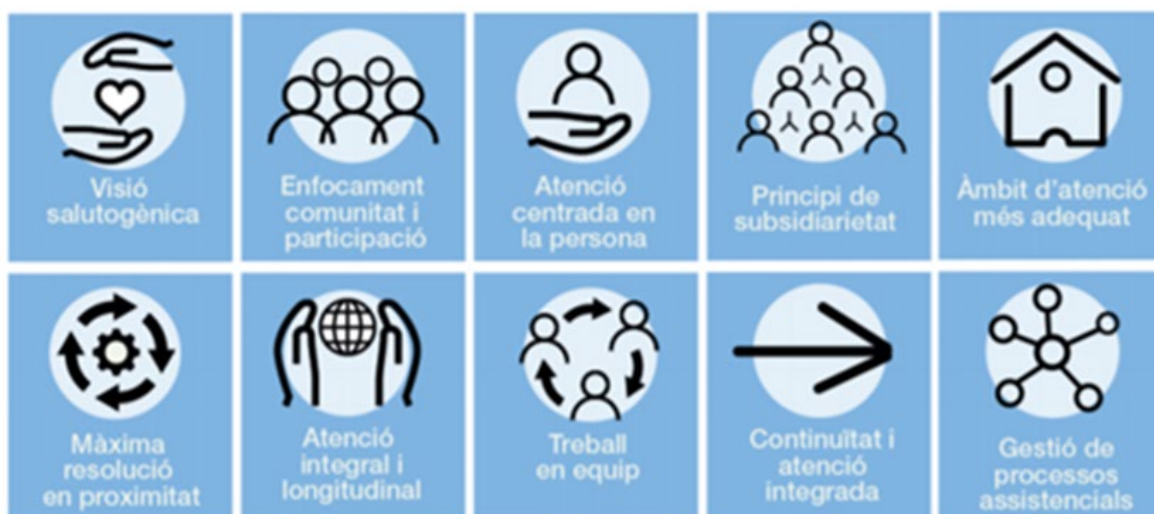 Visió
salutogènica
Enfocament
comunitat i
participació
Atenció
centrada en
la persona
Principi de
subsidiarietat
Àmbit d'atenció
més adequat
Màxima
resolució
en proximitat
Atenció
integral i
longitudinal
Treball
en equip
Continuïtat i
atenció
integrada
Gestió de
processos
assistencials